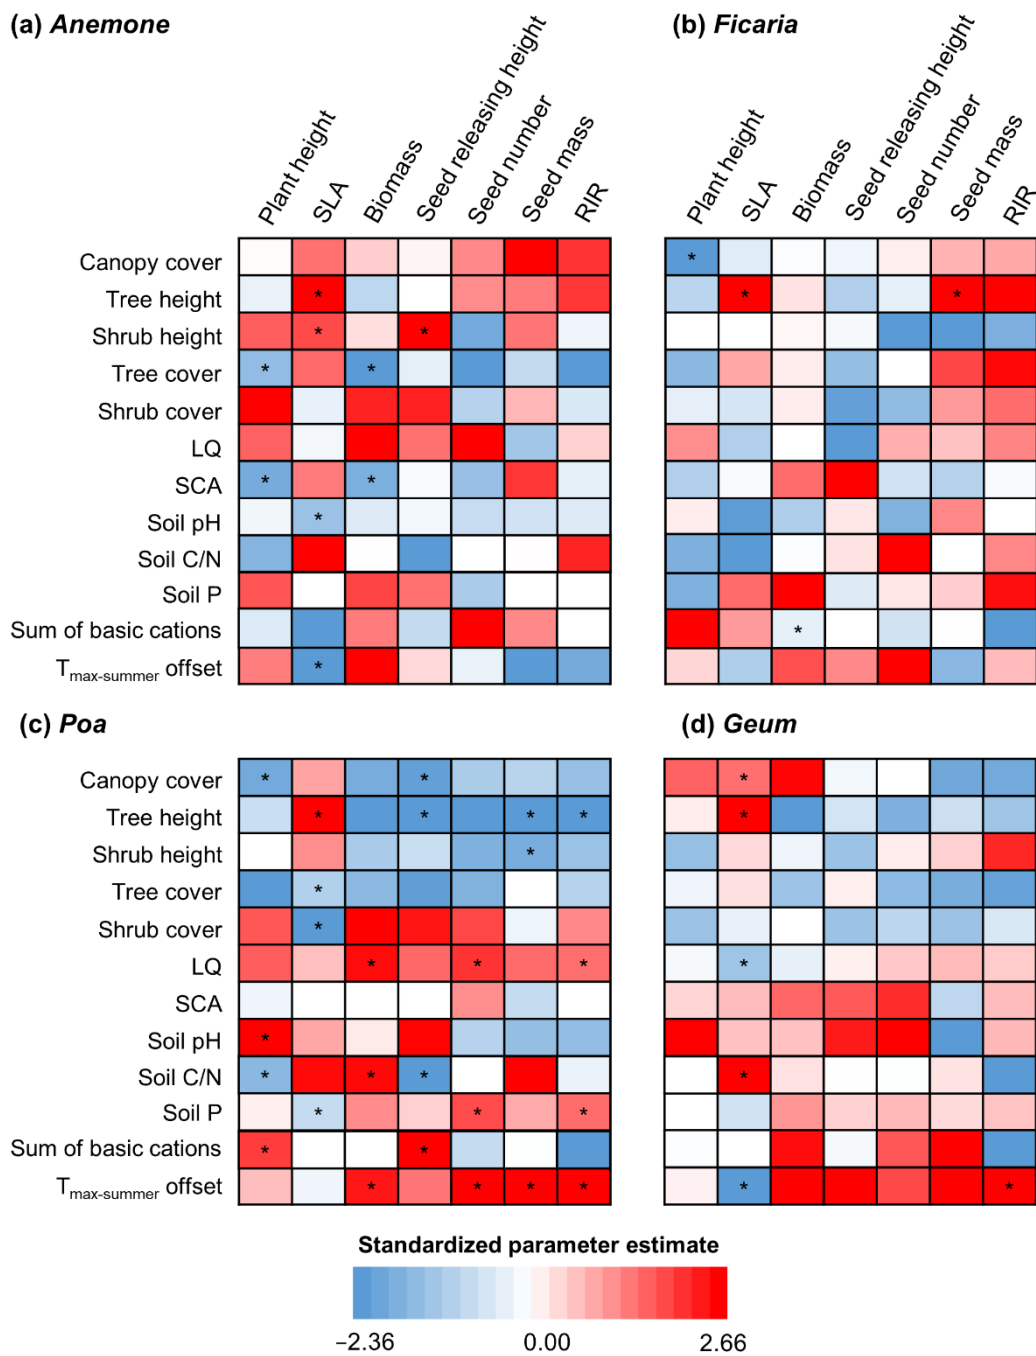 (a) Anemone
(b) Ficaria
Plant height
SLA
Biomass
Seed releasing height
Seed number
Seed mass
RIR
Plant height
SLA
Biomass
Seed releasing height
Seed number
Seed mass
RIR
Canopy cover *
Tree height * * *
Shrub height * *
Tree cover * *
Shrub cover
LQ
SCA * *
Soil pH *
Soil C/N
Soil P
Sum of basic cations *
Tmax-summer offset *
(c) Poa
(d) Geum
Canopy cover * * *
Tree height * * * * *
Shrub height *
Tree cover *
Shrub cover *
LQ * * * *
SCA
Soil pH *
Soil C/N * * * *
Soil P * * *
Sum of basic cations * *
Tmax-summer offset * * * * * *
Standardized parameter estimate
−2.36 0.00 2.66